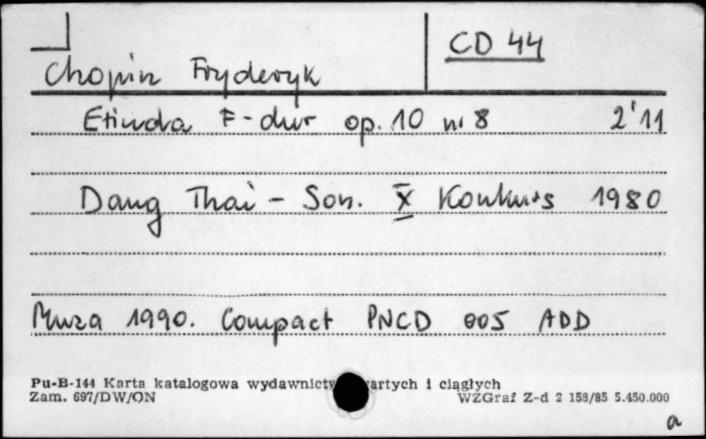 CD 44
Chopin Fryderyk
Etiuda F-dur op. 10 nr 8 2'11
Dang Thai - Son. X Konkurs 1980
Muza 1990. Compact PNCD 005 ADD
Pu-B-144 Karta katalogowa wydawnictw zwartych i ciągłych
Zam. 697/DW/ON WZGraf Z-d 2 158/85 5.450.000
a